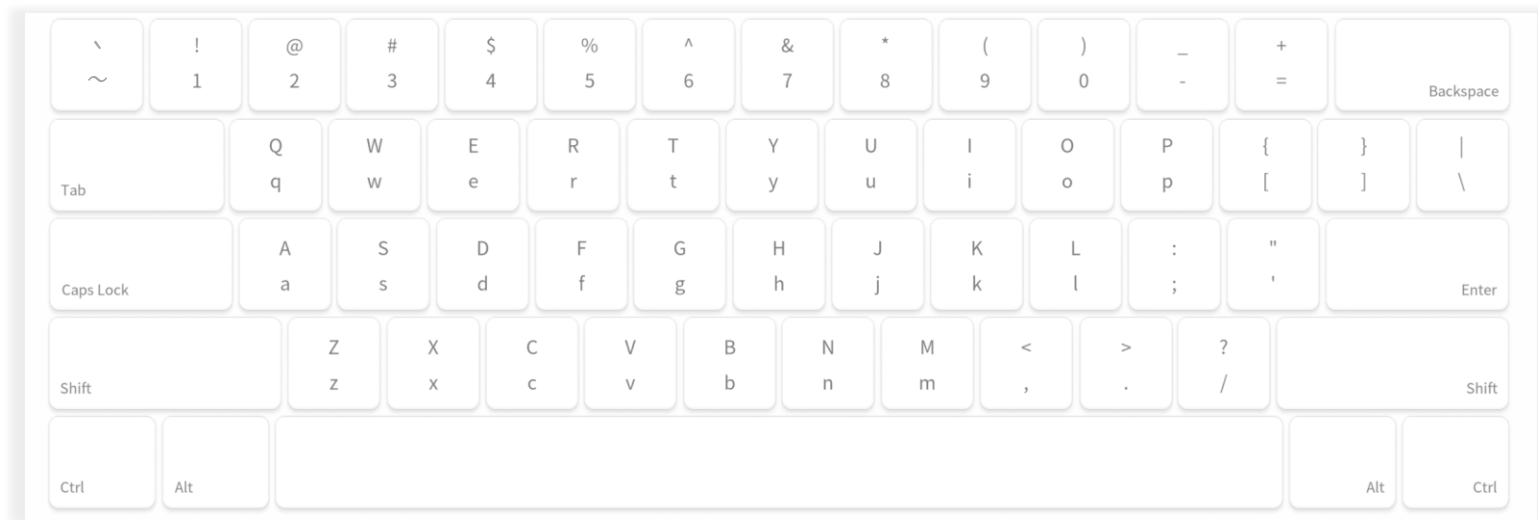 、 ! @ # $ % ^ & * ( ) _ +
～ 1 2 3 4 5 6 7 8 9 0 - = Backspace
Q W E R T Y U I O P { } |
Tab q w e r t y u i o p [ ] \
A S D F G H J K L : "
Caps Lock a s d f g h j k l ; ' Enter
Z X C V B N M < > ?
Shift z x c v b n m , . / Shift
Ctrl Alt Alt Ctrl